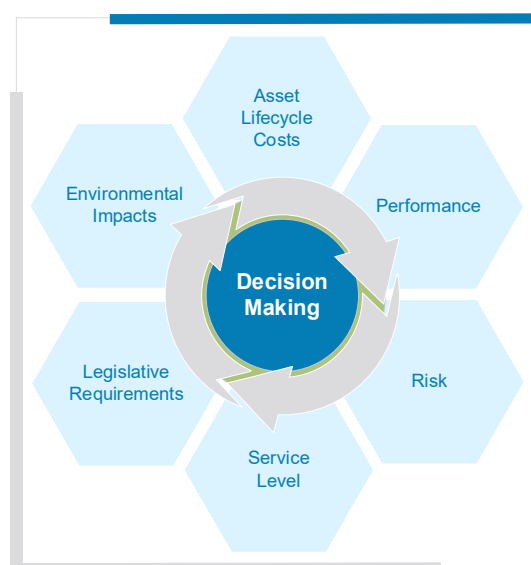 Asset
Lifecycle
Costs
Environmental
Impacts
Performance
Decision
Making
Legislative
Requirements
Risk
Service
Level